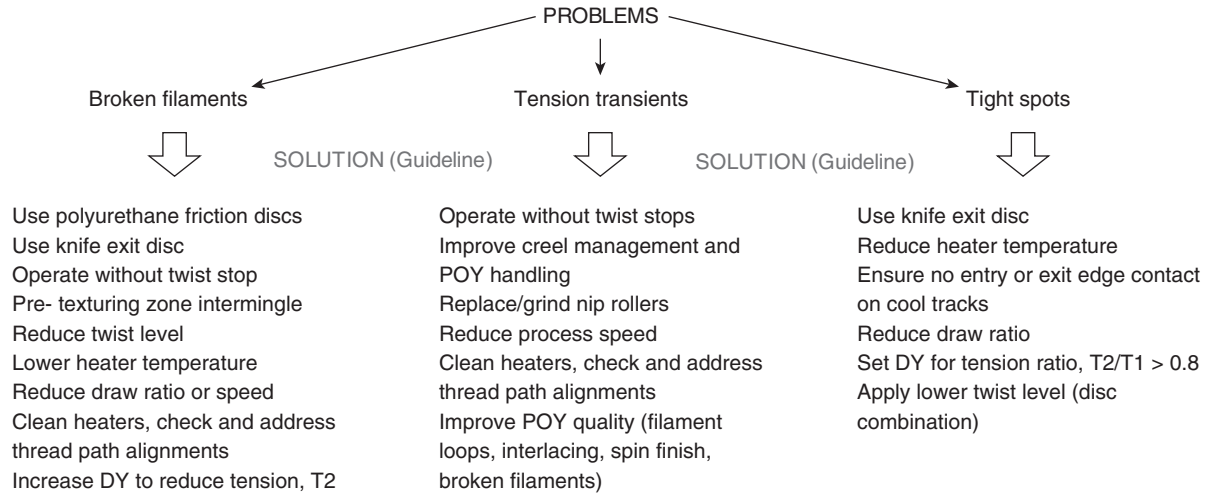 PROBLEMS
Broken filaments
Tension transients
Tight spots
SOLUTION (Guideline)
SOLUTION (Guideline)
Use polyurethane friction discs
Use knife exit disc
Operate without twist stop
Pre- texturing zone intermingle
Reduce twist level
Lower heater temperature
Reduce draw ratio or speed
Clean heaters, check and address
thread path alignments
Increase DY to reduce tension, T2
Operate without twist stops
Improve creel management and
POY handling
Replace/grind nip rollers
Reduce process speed
Clean heaters, check and address
thread path alignments
Improve POY quality (filament
loops, interlacing, spin finish,
broken filaments)
Use knife exit disc
Reduce heater temperature
Ensure no entry or exit edge contact
on cool tracks
Reduce draw ratio
Set DY for tension ratio, T2/T1 > 0.8
Apply lower twist level (disc
combination)